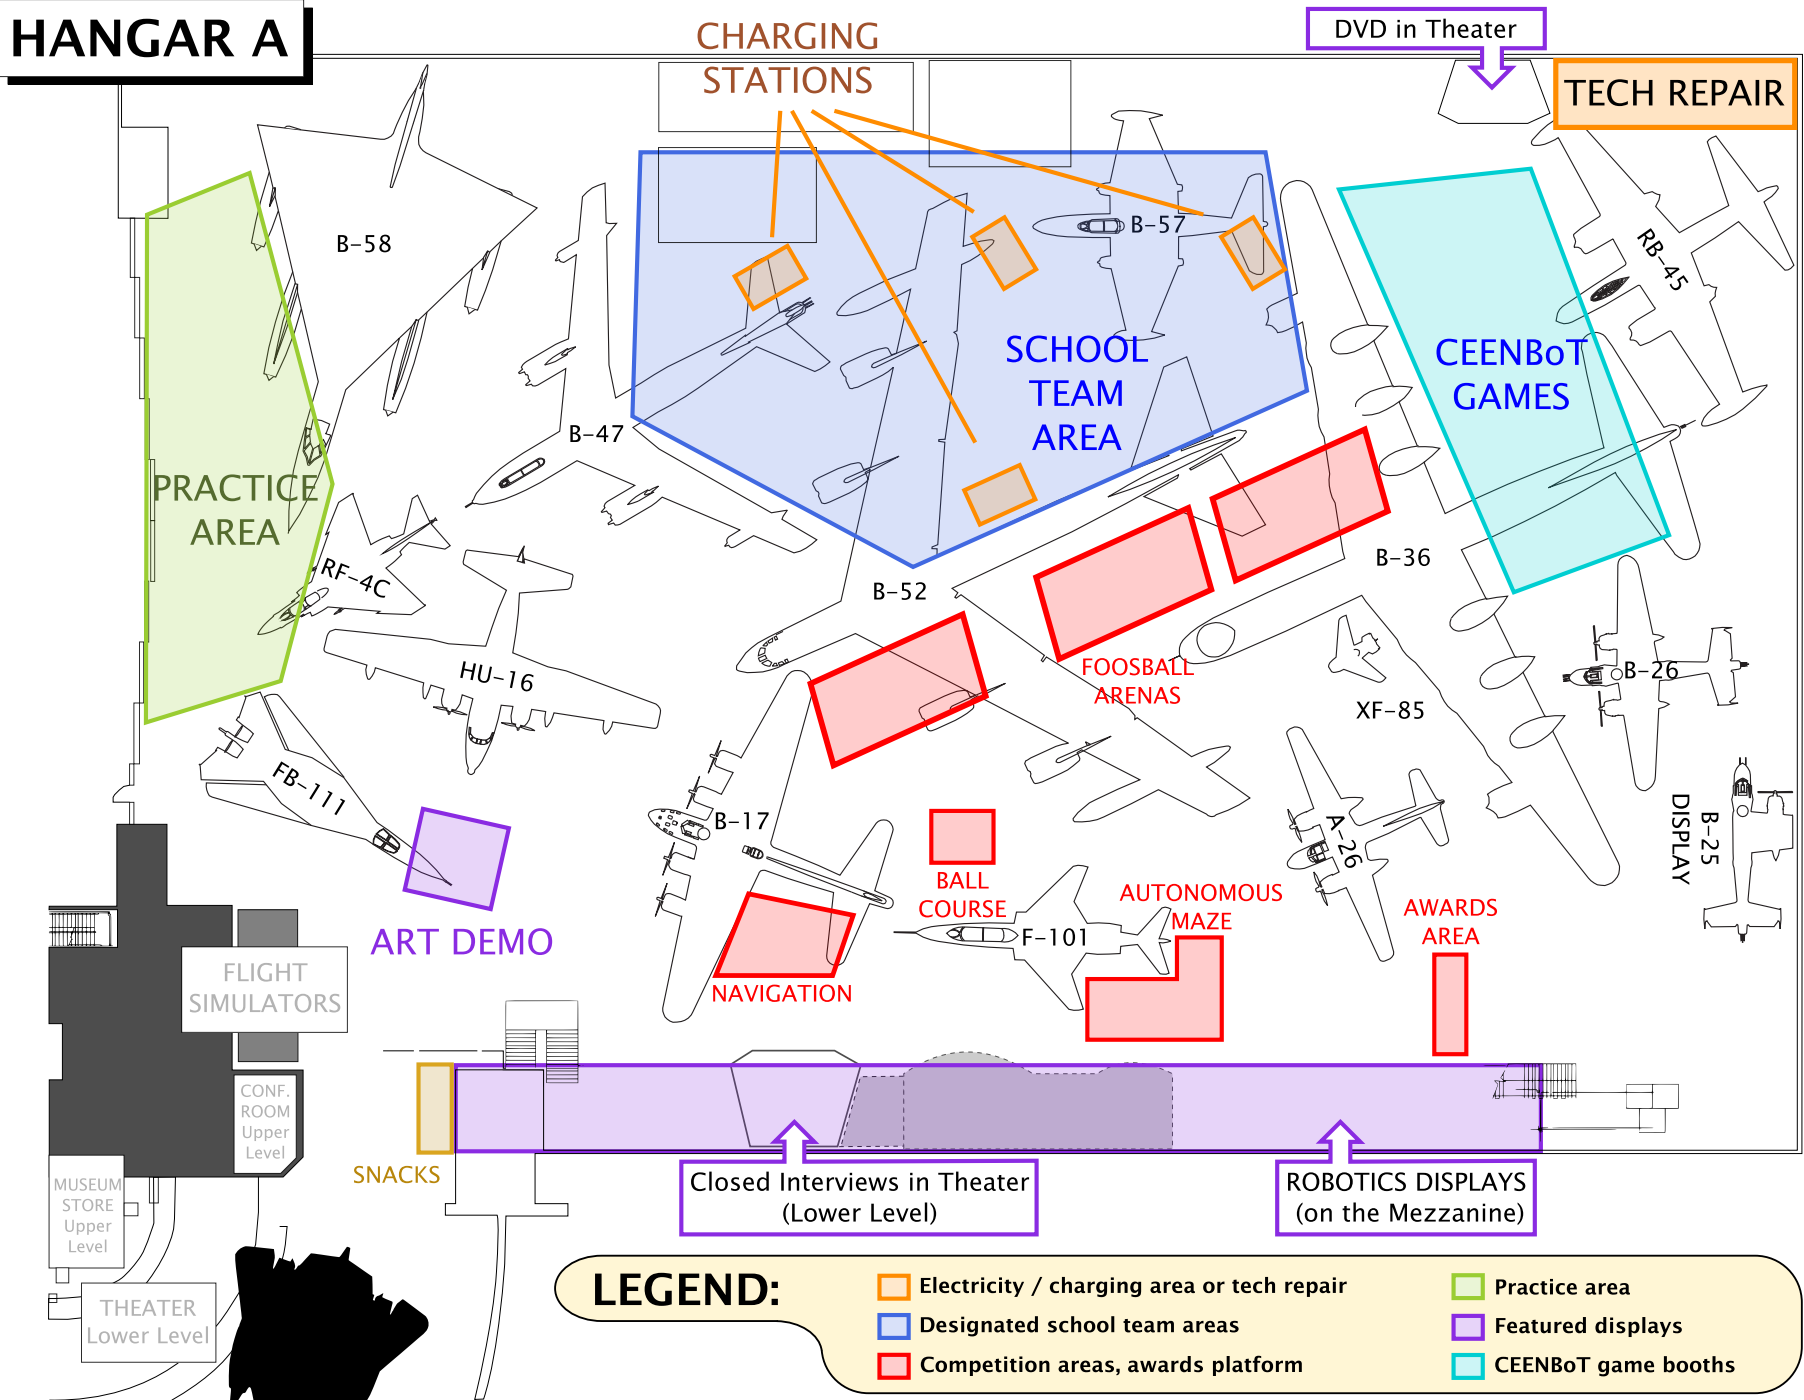 HANGAR A
CHARGING
STATIONS
DVD in Theater
TECH REPAIR
B-58
B-57
RB-45
SCHOOL
TEAM
AREA
CEENBoT
GAMES
B-47
PRACTICE
AREA
RF-4C
B-52
B-36
HU-16
FOOSBALL
ARENAS
B-26
XF-85
FB-111
B-17
A-26
B-25
DISPLAY
BALL
COURSE
AUTONOMOUS
MAZE
AWARDS
AREA
F-101
ART DEMO
NAVIGATION
FLIGHT
SIMULATORS
CONF.
ROOM
Upper
Level
SNACKS
MUSEUM
STORE
Upper
Level
Closed Interviews in Theater
(Lower Level)
ROBOTICS DISPLAYS
(on the Mezzanine)
THEATER
Lower Level
LEGEND:
Electricity / charging area or tech repair
Designated school team areas
Competition areas, awards platform
Practice area
Featured displays
CEENBoT game booths